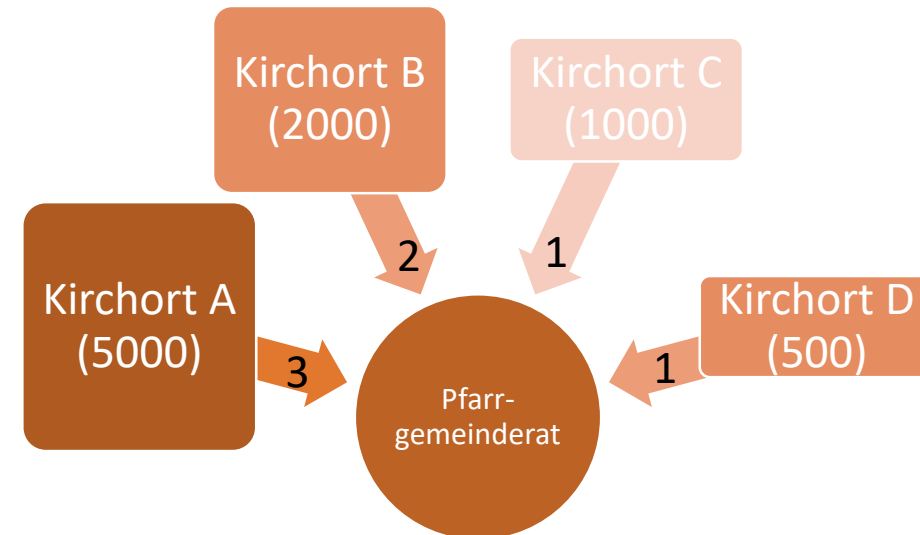 Kirchort B
(2000)
Kirchort C
(1000)
Kirchort A
(5000)
Kirchort D
(500)
2
1
3
1
Pfarr-
gemeinderat